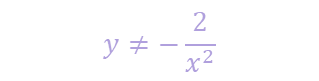 y ≠ − 2/x²